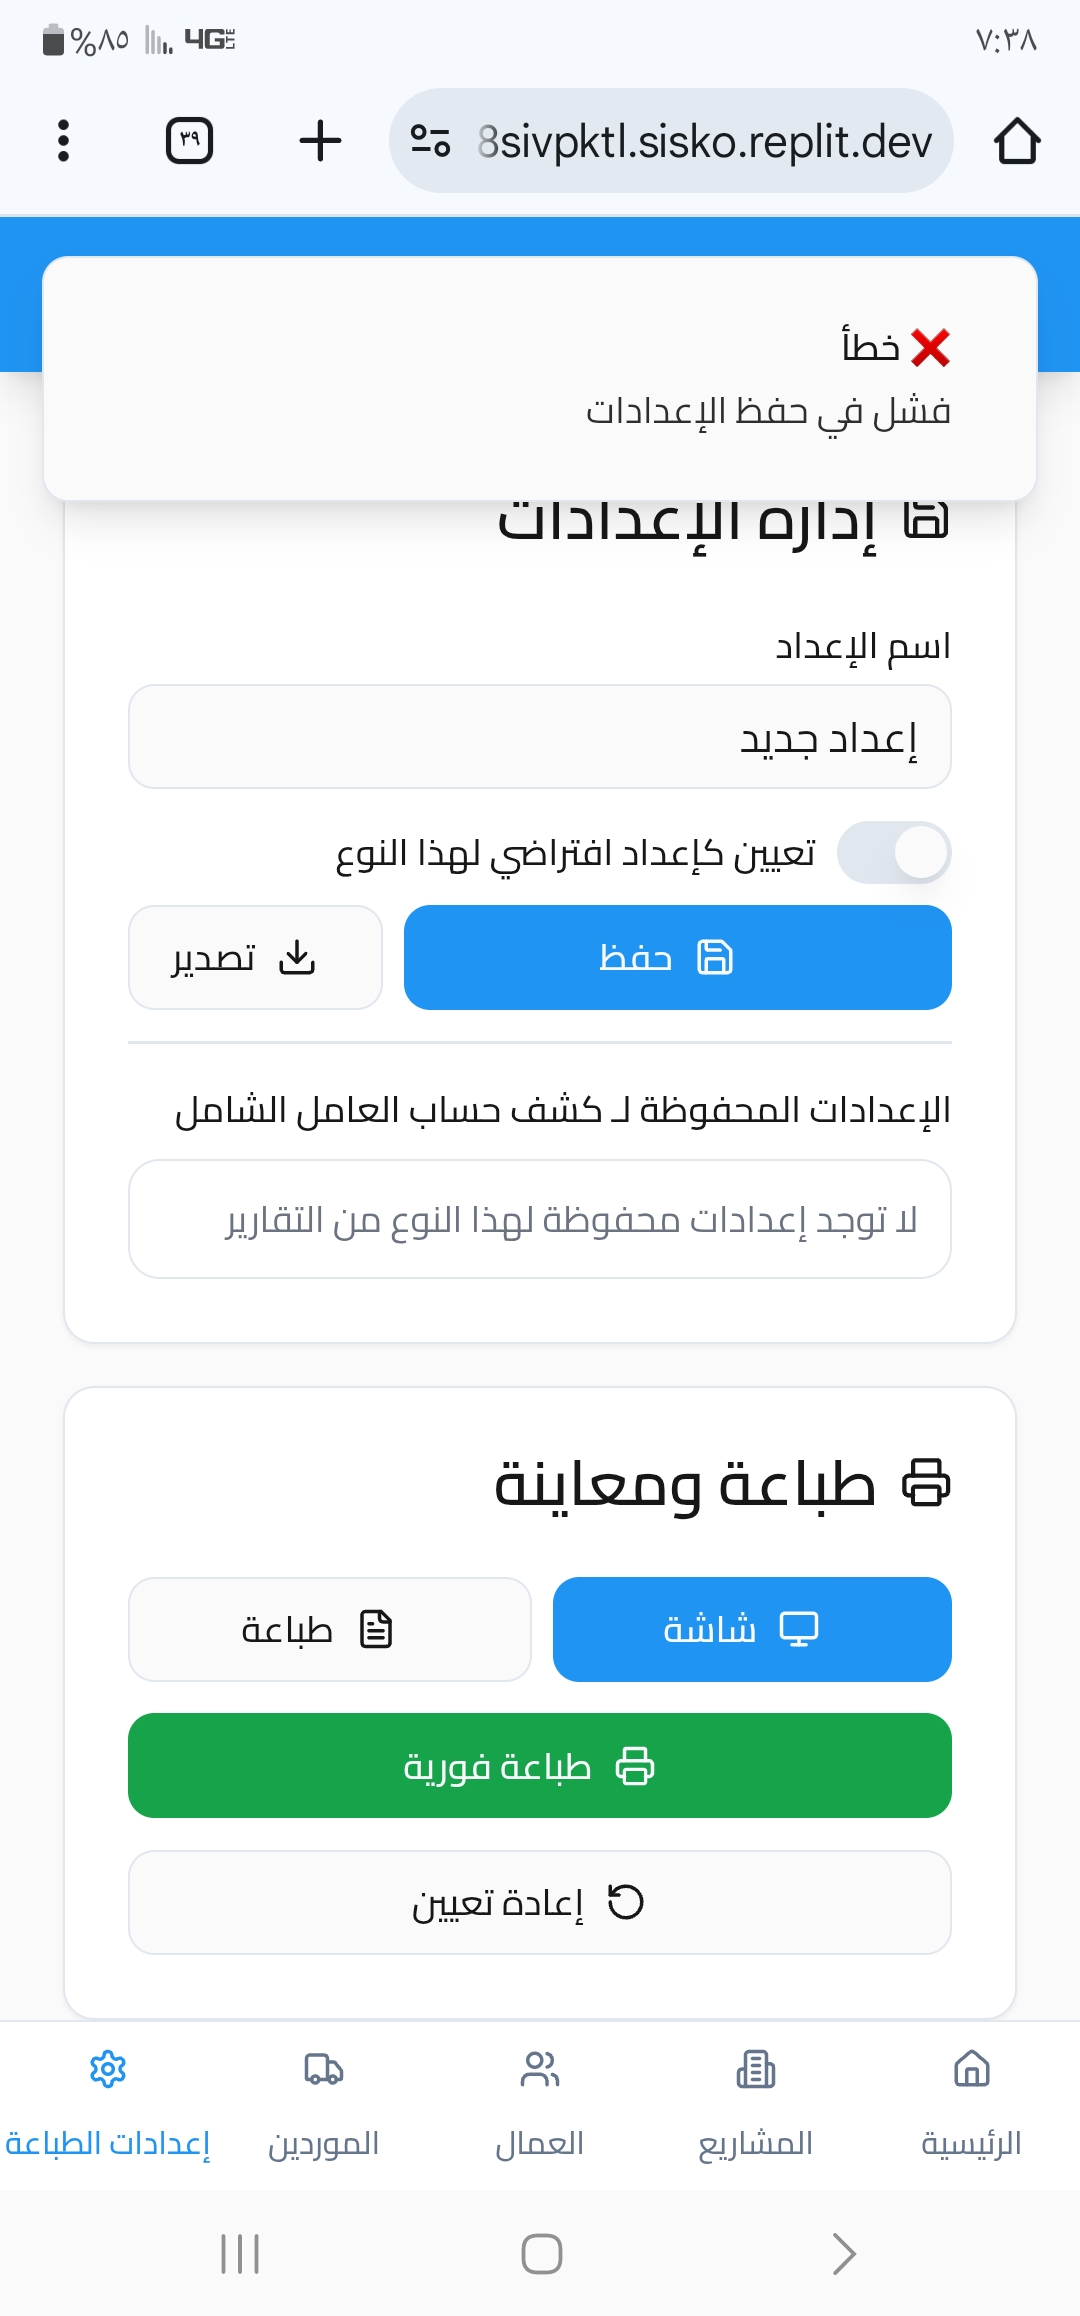 ٧:٣٨
4G LTE
%٨٥
8sivpktl.sisko.replit.dev
٣٩
❌ خطأ
فشل في حفظ الإعدادات
إدارة الإعدادات
اسم الإعداد
إعداد جديد
تعيين كإعداد افتراضي لهذا النوع
حفظ
تصدير
الإعدادات المحفوظة لـ كشف حساب العامل الشامل
لا توجد إعدادات محفوظة لهذا النوع من التقارير
طباعة ومعاينة
شاشة
طباعة
طباعة فورية
إعادة تعيين
الرئيسية
المشاريع
العمال
الموردين
إعدادات الطباعة